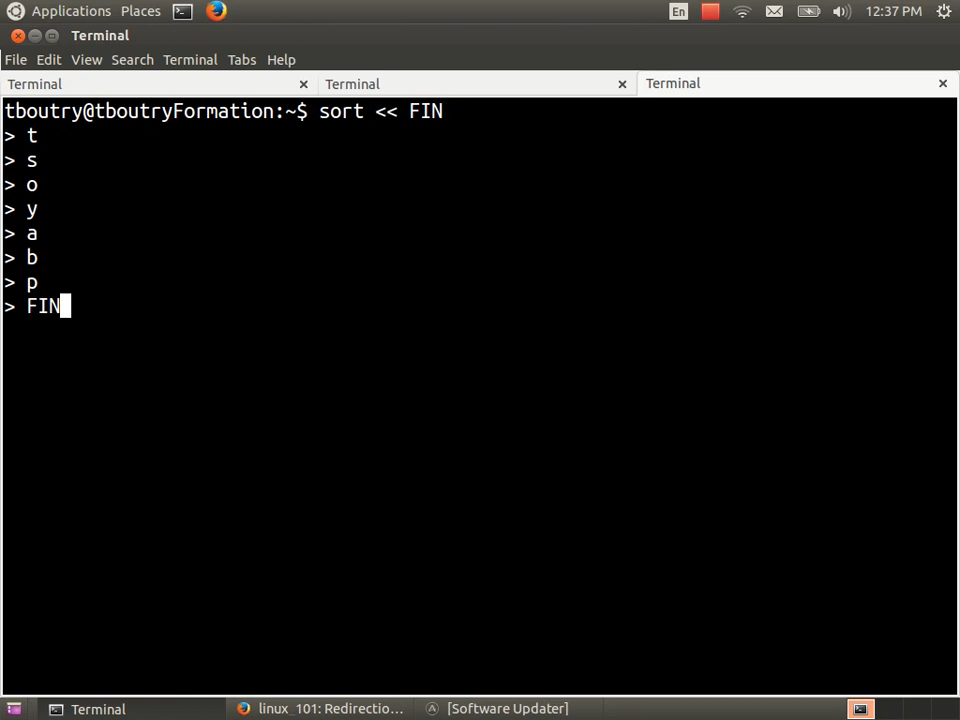 Applications Places En 12:37 PM
Terminal
File Edit View Search Terminal Tabs Help
Terminal Terminal Terminal
tboutry@tboutryFormation:~$ sort << FIN
> t
> s
> o
> y
> a
> b
> p
> FIN
Terminal linux_101: Redirectio... [Software Updater]